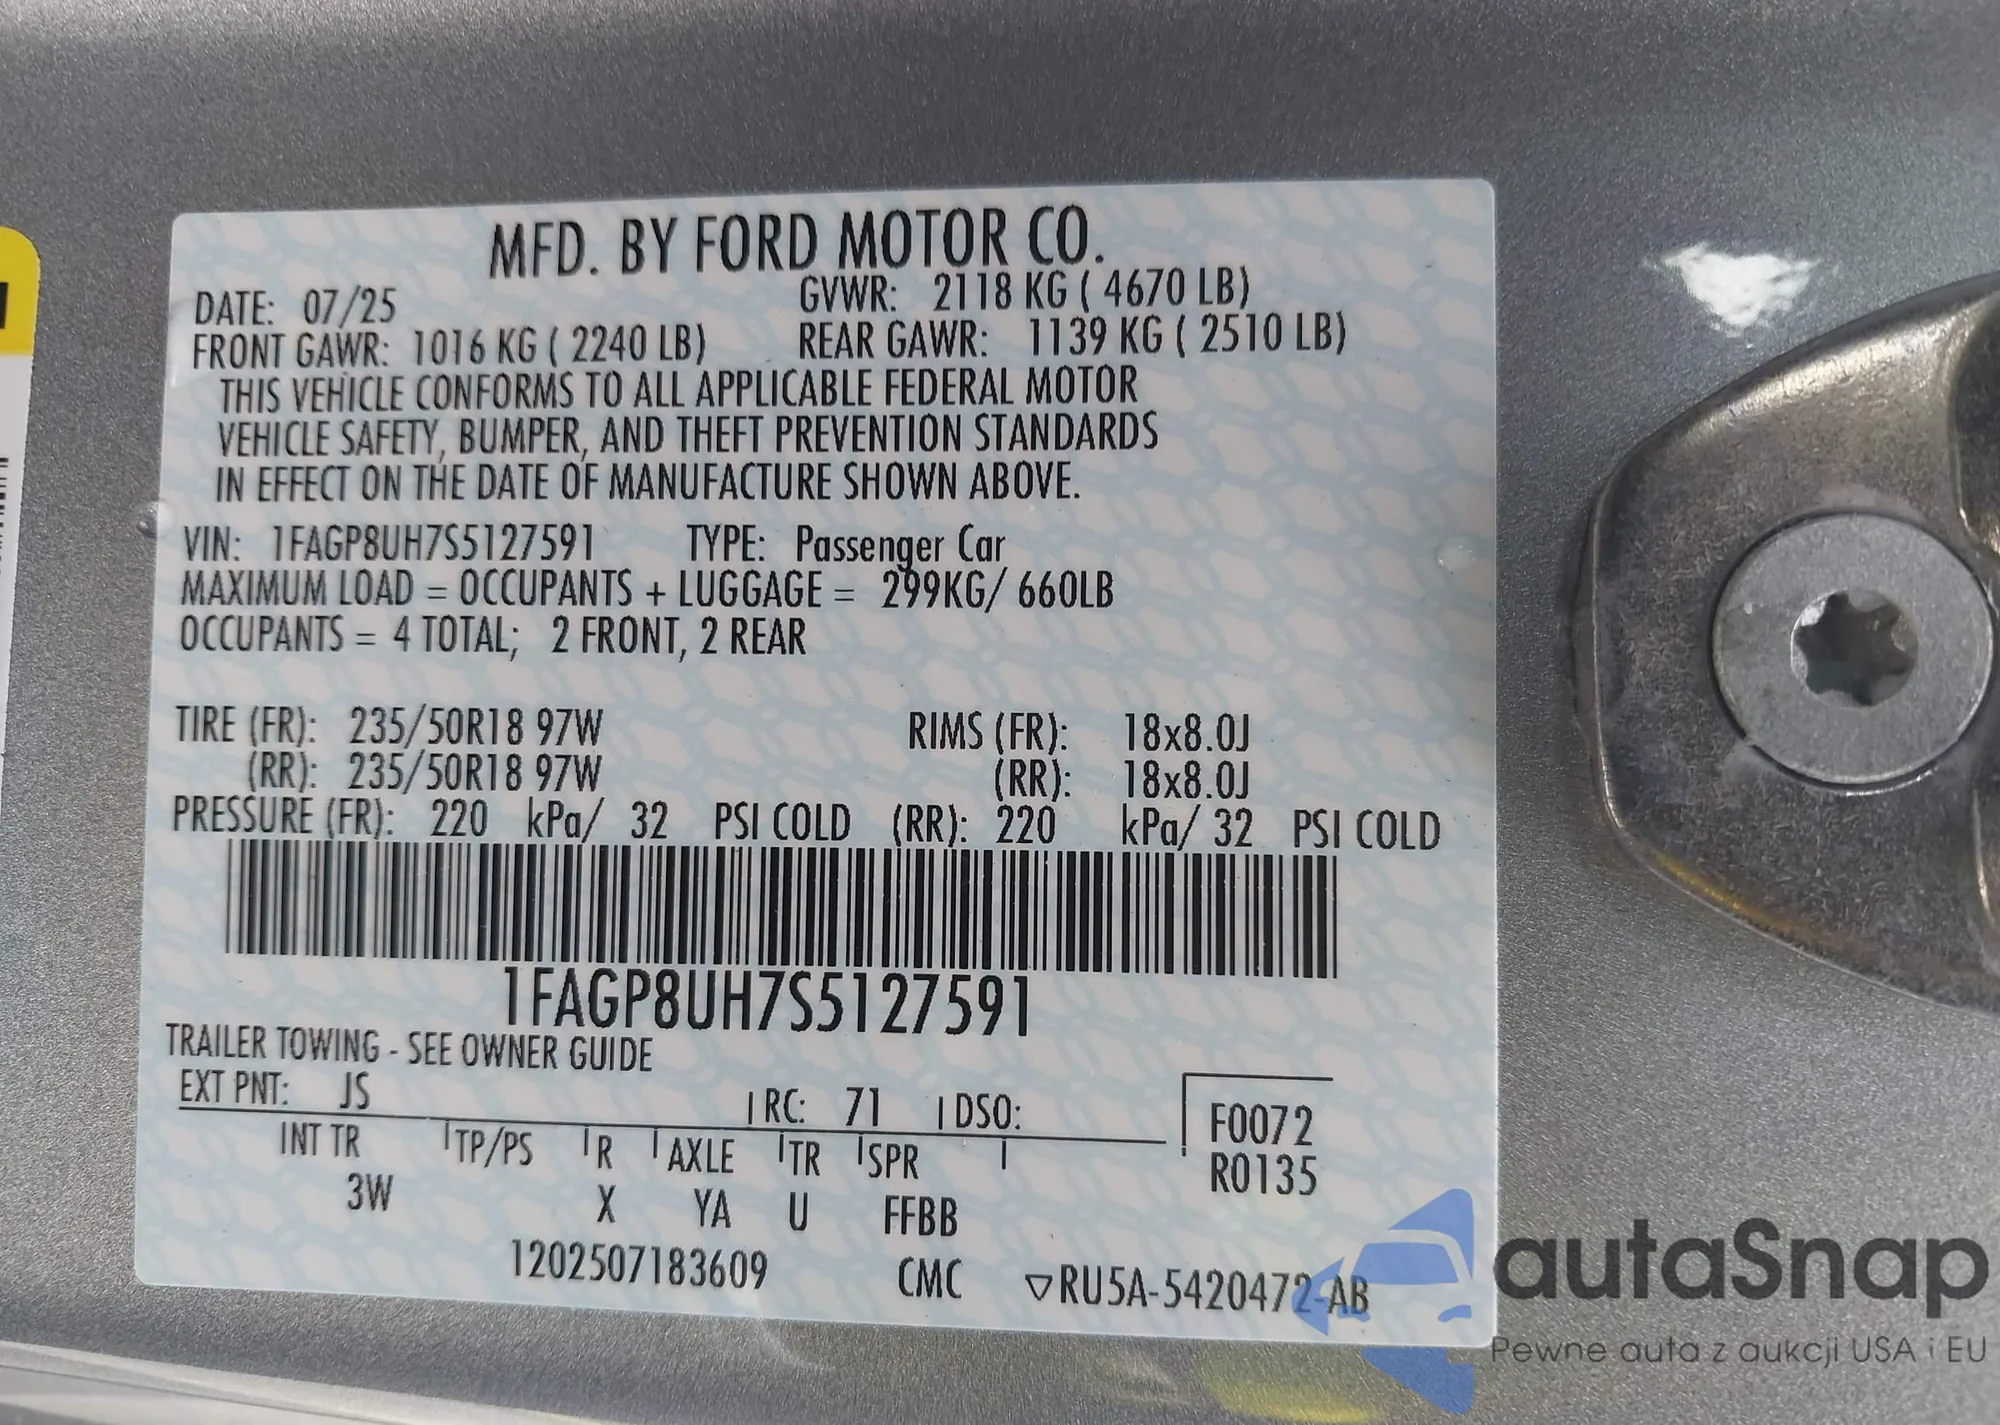 MFD. BY FORD MOTOR CO.
DATE: 07/25 GVWR: 2118 KG ( 4670 LB)
FRONT GAWR: 1016 KG ( 2240 LB) REAR GAWR: 1139 KG ( 2510 LB)
THIS VEHICLE CONFORMS TO ALL APPLICABLE FEDERAL MOTOR
VEHICLE SAFETY, BUMPER, AND THEFT PREVENTION STANDARDS
IN EFFECT ON THE DATE OF MANUFACTURE SHOWN ABOVE.
VIN: 1FAGP8UH7S5127591 TYPE: Passenger Car
MAXIMUM LOAD = OCCUPANTS + LUGGAGE = 299KG/ 660LB
OCCUPANTS = 4 TOTAL; 2 FRONT, 2 REAR
TIRE (FR): 235/50R18 97W RIMS (FR): 18x8.0J
(RR): 235/50R18 97W (RR): 18x8.0J
PRESSURE (FR): 220 kPa/ 32 PSI COLD (RR): 220 kPa/ 32 PSI COLD
1FAGP8UH7S5127591
TRAILER TOWING - SEE OWNER GUIDE
EXT PNT: JS RC: 71 DSO: F0072
INT TR TP/PS R AXLE TR SPR R0135
3W X YA U FFBB
1202507183609 CMC ▽RU5A-5420472-AB
autaSnap
Pewne auta z aukcji USA i EU